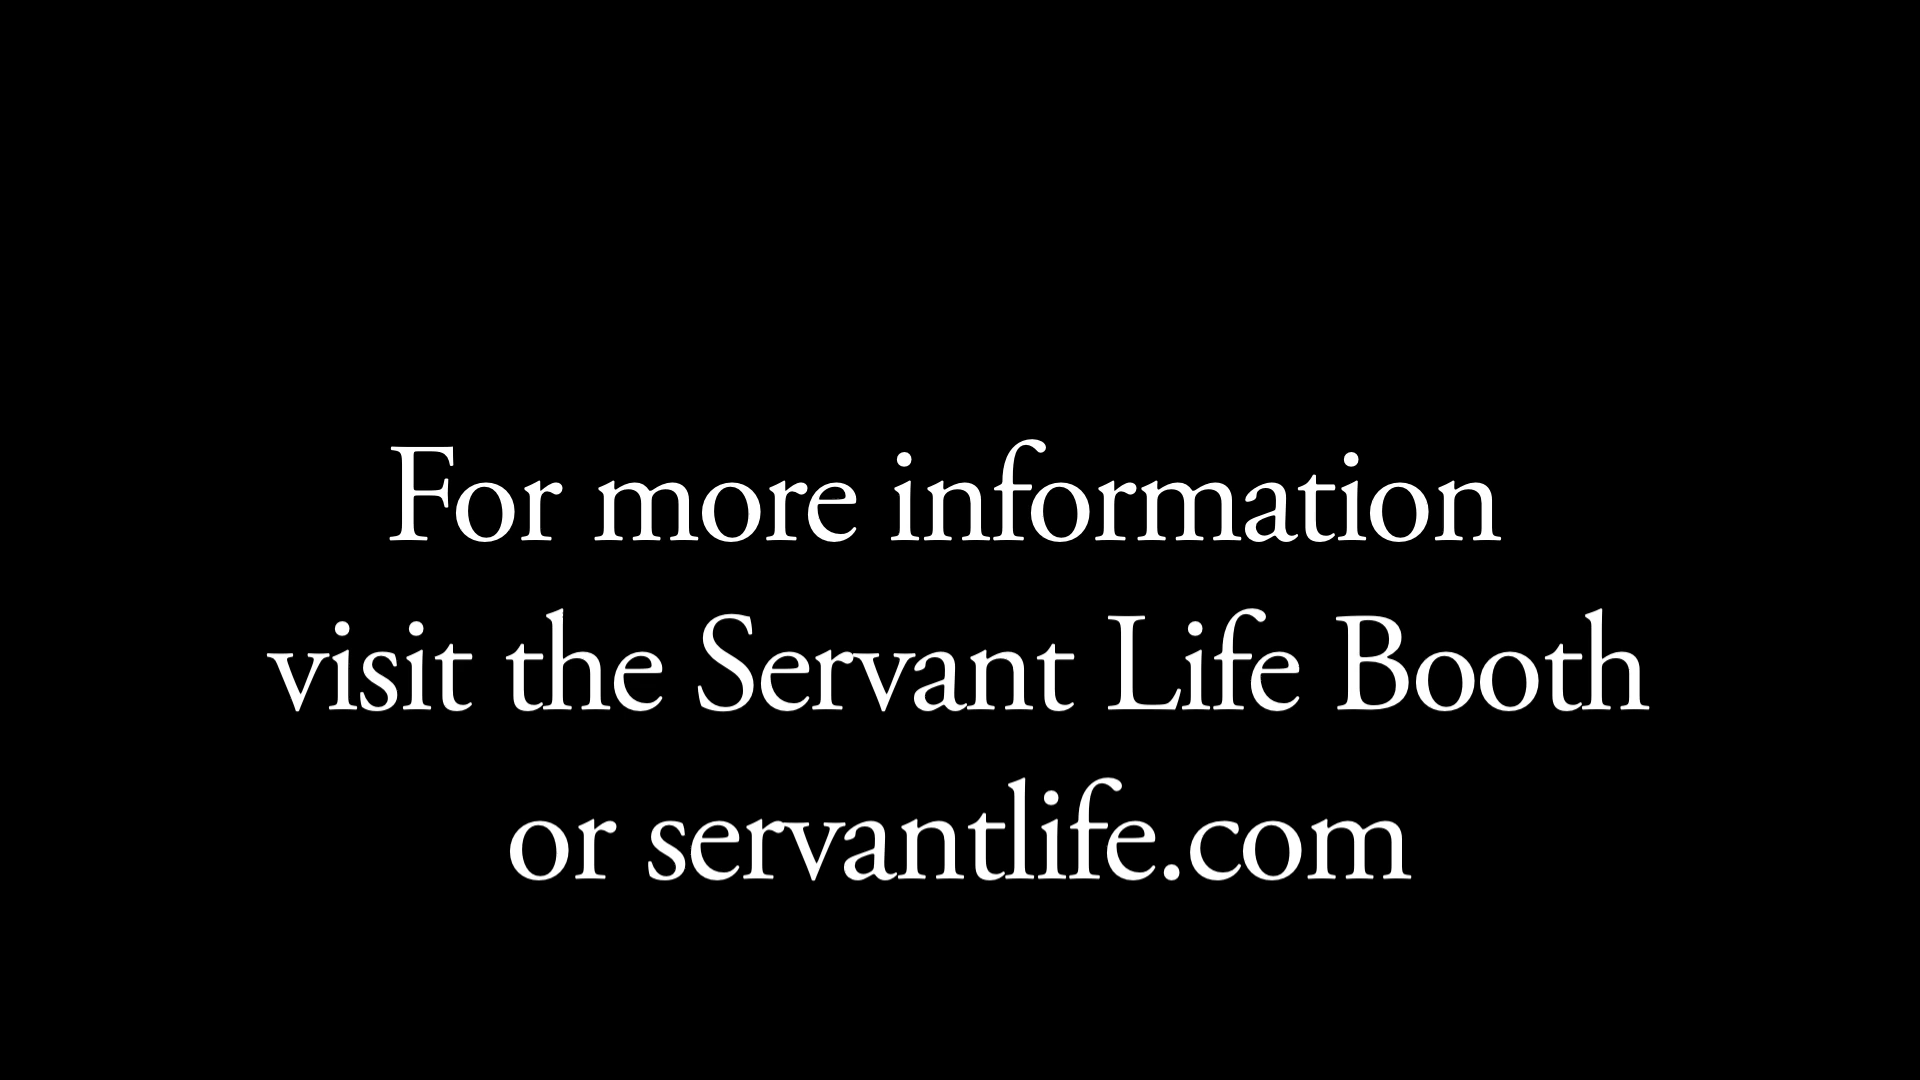 For more information
visit the Servant Life Booth
or servantlife.com